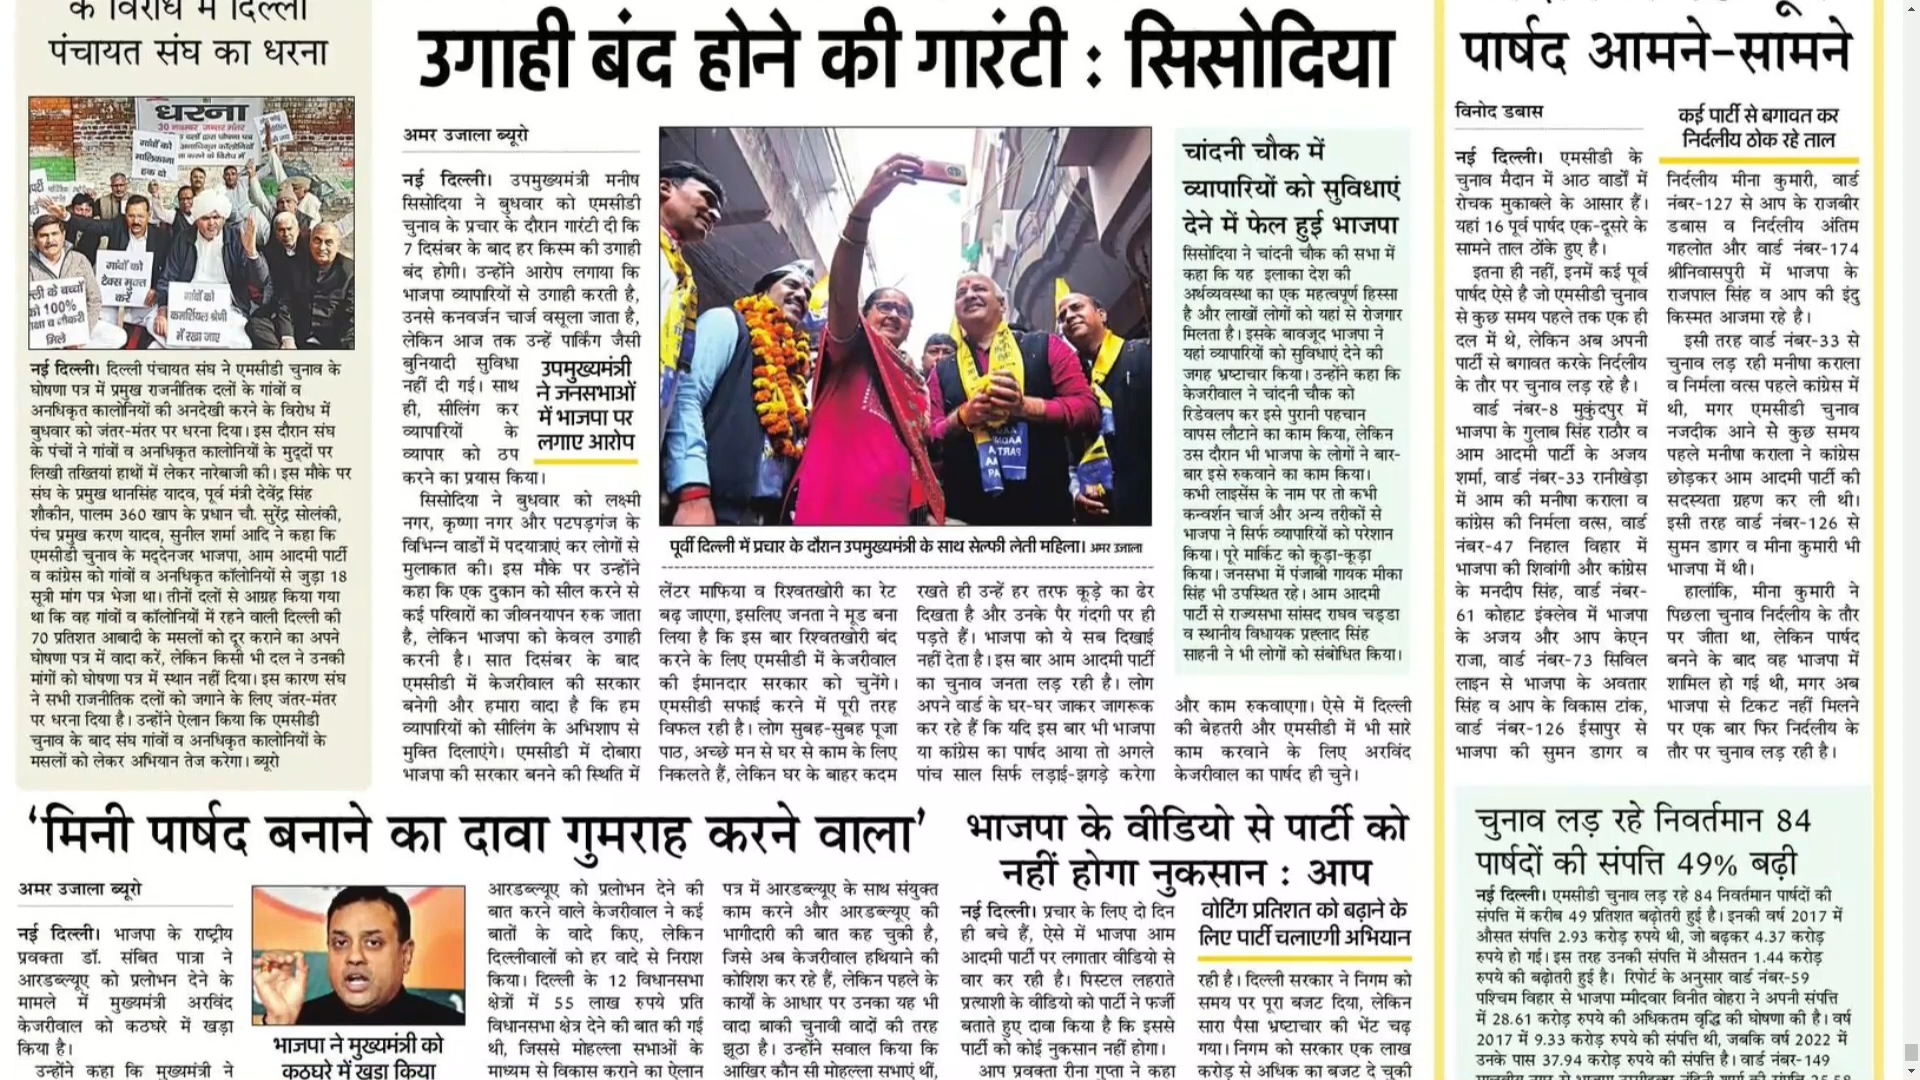 के विरोध में दिल्ली
पंचायत संघ का धरना
धरना
30 नवम्बर जन्तर मंतर
गांवों को
मालिकाना
हक दो
गांवों को
टैक्स मुक्त
करें
गांवों को
कमर्शियल श्रेणी
में रखा जाए
ल्ली के बच्चों
को 100%
क्षा व नौकरी
मिले
नई दिल्ली। दिल्ली पंचायत संघ ने एमसीडी चुनाव के
घोषणा पत्र में प्रमुख राजनीतिक दलों के गांवों व
अनधिकृत कालोनियों की अनदेखी करने के विरोध में
बुधवार को जंतर-मंतर पर धरना दिया। इस दौरान संघ
के पंचों ने गांवों व अनधिकृत कालोनियों के मुद्दों पर
लिखी तख्तियां हाथों में लेकर नारेबाजी की। इस मौके पर
संघ के प्रमुख थानसिंह यादव, पूर्व मंत्री देवेंद्र सिंह
शौकीन, पालम 360 खाप के प्रधान चौ. सुरेंद्र सोलंकी,
पंच प्रमुख करण यादव, सुनील शर्मा आदि ने कहा कि
एमसीडी चुनाव के मद्देनजर भाजपा, आम आदमी पार्टी
व कांग्रेस को गांवों व अनधिकृत कॉलोनियों से जुड़ा 18
सूत्री मांग पत्र भेजा था। तीनों दलों से आग्रह किया गया
था कि वह गांवों व कॉलोनियों में रहने वाली दिल्ली की
70 प्रतिशत आबादी के मसलों को दूर कराने का अपने
घोषणा पत्र में वादा करें, लेकिन किसी भी दल ने उनकी
मांगों को घोषणा पत्र में स्थान नहीं दिया। इस कारण संघ
ने सभी राजनीतिक दलों को जगाने के लिए जंतर-मंतर
पर धरना दिया है। उन्होंने ऐलान किया कि एमसीडी
चुनाव के बाद संघ गांवों व अनधिकृत कालोनियों के
मसलों को लेकर अभियान तेज करेगा। ब्यूरो
उगाही बंद होने की गारंटी : सिसोदिया
अमर उजाला ब्यूरो
नई दिल्ली। उपमुख्यमंत्री मनीष
सिसोदिया ने बुधवार को एमसीडी
चुनाव के प्रचार के दौरान गारंटी दी कि
7 दिसंबर के बाद हर किस्म की उगाही
बंद होगी। उन्होंने आरोप लगाया कि
भाजपा व्यापारियों से उगाही करती है,
उनसे कनवर्जन चार्ज वसूला जाता है,
लेकिन आज तक उन्हें पार्किंग जैसी
बुनियादी सुविधा
नहीं दी गई। साथ
ही, सीलिंग कर
व्यापारियों के
व्यापार को ठप
करने का प्रयास किया।
उपमुख्यमंत्री
ने जनसभाओं
में भाजपा पर
लगाए आरोप
सिसोदिया ने बुधवार को लक्ष्मी
नगर, कृष्णा नगर और पटपड़गंज के
विभिन्न वार्डों में पदयात्राएं कर लोगों से
मुलाकात की। इस मौके पर उन्होंने
कहा कि एक दुकान को सील करने से
कई परिवारों का जीवनयापन रुक जाता
है, लेकिन भाजपा को केवल उगाही
करनी है। सात दिसंबर के बाद
एमसीडी में केजरीवाल की सरकार
बनेगी और हमारा वादा है कि हम
व्यापारियों को सीलिंग के अभिशाप से
मुक्ति दिलाएंगे। एमसीडी में दोबारा
भाजपा की सरकार बनने की स्थिति में
पूर्वी दिल्ली में प्रचार के दौरान उपमुख्यमंत्री के साथ सेल्फी लेती महिला। अमर उजाला
लेंटर माफिया व रिश्वतखोरी का रेट
बढ़ जाएगा, इसलिए जनता ने मूड बना
लिया है कि इस बार रिश्वतखोरी बंद
करने के लिए एमसीडी में केजरीवाल
की ईमानदार सरकार को चुनेंगे।
एमसीडी सफाई करने में पूरी तरह
विफल रही है। लोग सुबह-सुबह पूजा
पाठ, अच्छे मन से घर से काम के लिए
निकलते हैं, लेकिन घर के बाहर कदम
रखते ही उन्हें हर तरफ कूड़े का ढेर
दिखता है और उनके पैर गंदगी पर ही
पड़ते हैं। भाजपा को ये सब दिखाई
नहीं देता है। इस बार आम आदमी पार्टी
का चुनाव जनता लड़ रही है। लोग
अपने वार्ड के घर-घर जाकर जागरूक
कर रहे हैं कि यदि इस बार भी भाजपा
या कांग्रेस का पार्षद आया तो अगले
पांच साल सिर्फ लड़ाई-झगड़े करेगा
चांदनी चौक में
व्यापारियों को सुविधाएं
देने में फेल हुई भाजपा
सिसोदिया ने चांदनी चौक की सभा में
कहा कि यह इलाका देश की
अर्थव्यवस्था का एक महत्वपूर्ण हिस्सा
है और लाखों लोगों को यहां से रोजगार
मिलता है। इसके बावजूद भाजपा ने
यहां व्यापारियों को सुविधाएं देने की
जगह भ्रष्टाचार किया। उन्होंने कहा कि
केजरीवाल ने चांदनी चौक को
रिडेवलप कर इसे पुरानी पहचान
वापस लौटाने का काम किया, लेकिन
उस दौरान भी भाजपा के लोगों ने बार-
बार इसे रुकवाने का काम किया।
कभी लाइसेंस के नाम पर तो कभी
कन्वर्शन चार्ज और अन्य तरीकों से
भाजपा ने सिर्फ व्यापारियों को परेशान
किया। पूरे मार्किट को कूड़ा-कूड़ा
किया। जनसभा में पंजाबी गायक मीका
सिंह भी उपस्थित रहे। आम आदमी
पार्टी से राज्यसभा सांसद राघव चड्डा
व स्थानीय विधायक प्रह्लाद सिंह
साहनी ने भी लोगों को संबोधित किया।
और काम रुकवाएगा। ऐसे में दिल्ली
की बेहतरी और एमसीडी में भी सारे
काम करवाने के लिए अरविंद
केजरीवाल का पार्षद ही चुने।
पार्षद आमने-सामने
विनोद डबास
कई पार्टी से बगावत कर
निर्दलीय ठोक रहे ताल
नई दिल्ली। एमसीडी के
चुनाव मैदान में आठ वार्डों में
रोचक मुकाबले के आसार हैं।
यहां 16 पूर्व पार्षद एक-दूसरे के
सामने ताल ठोंके हुए है।
इतना ही नहीं, इनमें कई पूर्व
पार्षद ऐसे है जो एमसीडी चुनाव
से कुछ समय पहले तक एक ही
दल में थे, लेकिन अब अपनी
पार्टी से बगावत करके निर्दलीय
के तौर पर चुनाव लड़ रहे है।
वार्ड नंबर-8 मुकुंदपुर में
भाजपा के गुलाब सिंह राठौर व
आम आदमी पार्टी के अजय
शर्मा, वार्ड नंबर-33 रानीखेड़ा
में आम की मनीषा कराला व
कांग्रेस की निर्मला वत्स, वार्ड
नंबर-47 निहाल विहार में
भाजपा की शिवांगी और कांग्रेस
के मनदीप सिंह, वार्ड नंबर-
61 कोहाट इंक्लेव में भाजपा
के अजय और आप केएन
राजा, वार्ड नंबर-73 सिविल
लाइन से भाजपा के अवतार
सिंह व आप के विकास टांक,
वार्ड नंबर-126 ईसापुर से
भाजपा की सुमन डागर व
निर्दलीय मीना कुमारी, वार्ड
नंबर-127 से आप के राजबीर
डबास व निर्दलीय अंतिम
गहलोत और वार्ड नंबर-174
श्रीनिवासपुरी में भाजपा के
राजपाल सिंह व आप की इंदु
किस्मत आजमा रहे है।
इसी तरह वार्ड नंबर-33 से
चुनाव लड़ रही मनीषा कराला
व निर्मला वत्स पहले कांग्रेस में
थी, मगर एमसीडी चुनाव
नजदीक आने से कुछ समय
पहले मनीषा कराला ने कांग्रेस
छोड़कर आम आदमी पार्टी की
सदस्यता ग्रहण कर ली थी।
इसी तरह वार्ड नंबर-126 से
सुमन डागर व मीना कुमारी भी
भाजपा में थी।
हालांकि, मीना कुमारी ने
पिछला चुनाव निर्दलीय के तौर
पर जीता था, लेकिन पार्षद
बनने के बाद वह भाजपा में
शामिल हो गई थी, मगर अब
भाजपा से टिकट नहीं मिलने
पर एक बार फिर निर्दलीय के
तौर पर चुनाव लड़ रही है।
‘मिनी पार्षद बनाने का दावा गुमराह करने वाला’
अमर उजाला ब्यूरो
नई दिल्ली। भाजपा के राष्ट्रीय
प्रवक्ता डॉ. संबित पात्रा ने
आरडब्ल्यूए को प्रलोभन देने के
मामले में मुख्यमंत्री अरविंद
केजरीवाल को कठघरे में खड़ा
किया है।
उन्होंने कहा कि मुख्यमंत्री ने
भाजपा ने मुख्यमंत्री को
कठघरे में खड़ा किया
आरडब्ल्यूए को प्रलोभन देने की
बात करने वाले केजरीवाल ने कई
बातों के वादे किए, लेकिन
दिल्लीवालों को हर वादे से निराश
किया। दिल्ली के 12 विधानसभा
क्षेत्रों में 55 लाख रुपये प्रति
विधानसभा क्षेत्र देने की बात की गई
थी, जिससे मोहल्ला सभाओं के
माध्यम से विकास कराने का ऐलान
पत्र में आरडब्ल्यूए के साथ संयुक्त
काम करने और आरडब्ल्यूए की
भागीदारी की बात कह चुकी है,
जिसे अब केजरीवाल हथियाने की
कोशिश कर रहे हैं, लेकिन पहले के
कार्यों के आधार पर उनका यह भी
वादा बाकी चुनावी वादों की तरह
झूठा है। उन्होंने सवाल किया कि
आखिर कौन सी मोहल्ला सभाएं थीं,
भाजपा के वीडियो से पार्टी को
नहीं होगा नुकसान : आप
नई दिल्ली। प्रचार के लिए दो दिन
ही बचे हैं, ऐसे में भाजपा आम
आदमी पार्टी पर लगातार वीडियो से
वार कर रही है। पिस्टल लहराते
प्रत्याशी के वीडियो को पार्टी ने फर्जी
बताते हुए दावा किया है कि इससे
पार्टी को कोई नुकसान नहीं होगा।
आप प्रवक्ता रीना गुप्ता ने कहा
वोटिंग प्रतिशत को बढ़ाने के
लिए पार्टी चलाएगी अभियान
रही है। दिल्ली सरकार ने निगम को
समय पर पूरा बजट दिया, लेकिन
सारा पैसा भ्रष्टाचार की भेंट चढ़
गया। निगम को सरकार एक लाख
करोड़ से अधिक का बजट दे चुकी
चुनाव लड़ रहे निवर्तमान 84
पार्षदों की संपत्ति 49% बढ़ी
नई दिल्ली। एमसीडी चुनाव लड़ रहे 84 निवर्तमान पार्षदों की
संपत्ति में करीब 49 प्रतिशत बढ़ोतरी हुई है। इनकी वर्ष 2017 में
औसत संपत्ति 2.93 करोड़ रुपये थी, जो बढ़कर 4.37 करोड़
रुपये हो गई। इस तरह उनकी संपत्ति में औसतन 1.44 करोड़
रुपये की बढ़ोतरी हुई है। रिपोर्ट के अनुसार वार्ड नंबर-59
पश्चिम विहार से भाजपा म्मीदवार विनीत वोहरा ने अपनी संपत्ति
में 28.61 करोड़ रुपये की अधिकतम वृद्धि की घोषणा की है। वर्ष
2017 में 9.33 करोड़ रुपये की संपत्ति थी, जबकि वर्ष 2022 में
उनके पास 37.94 करोड़ रुपये की संपत्ति है। वार्ड नंबर-149